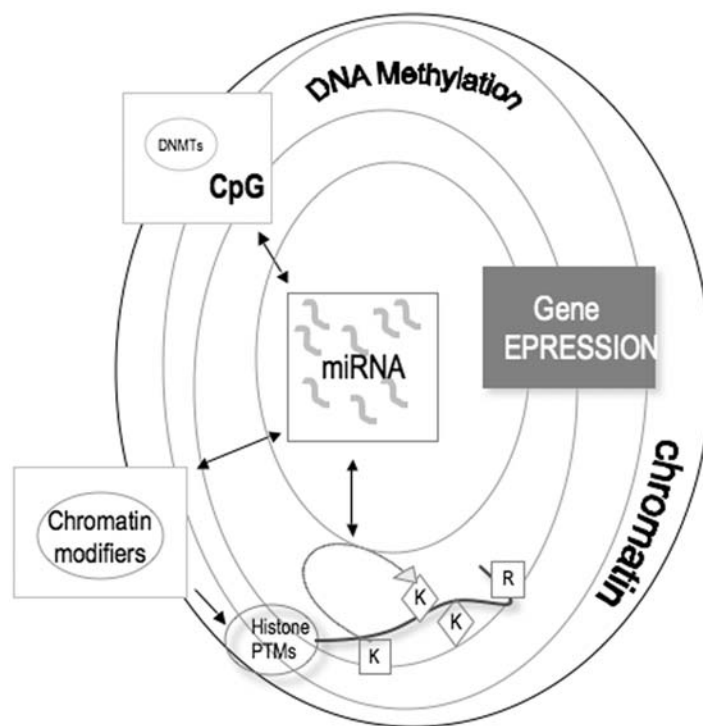 DNA Methylation
DNMTs
CpG
Gene
EPRESSION
miRNA
chromatin
Chromatin
modifiers
Histone
PTMs
K
K
K
R